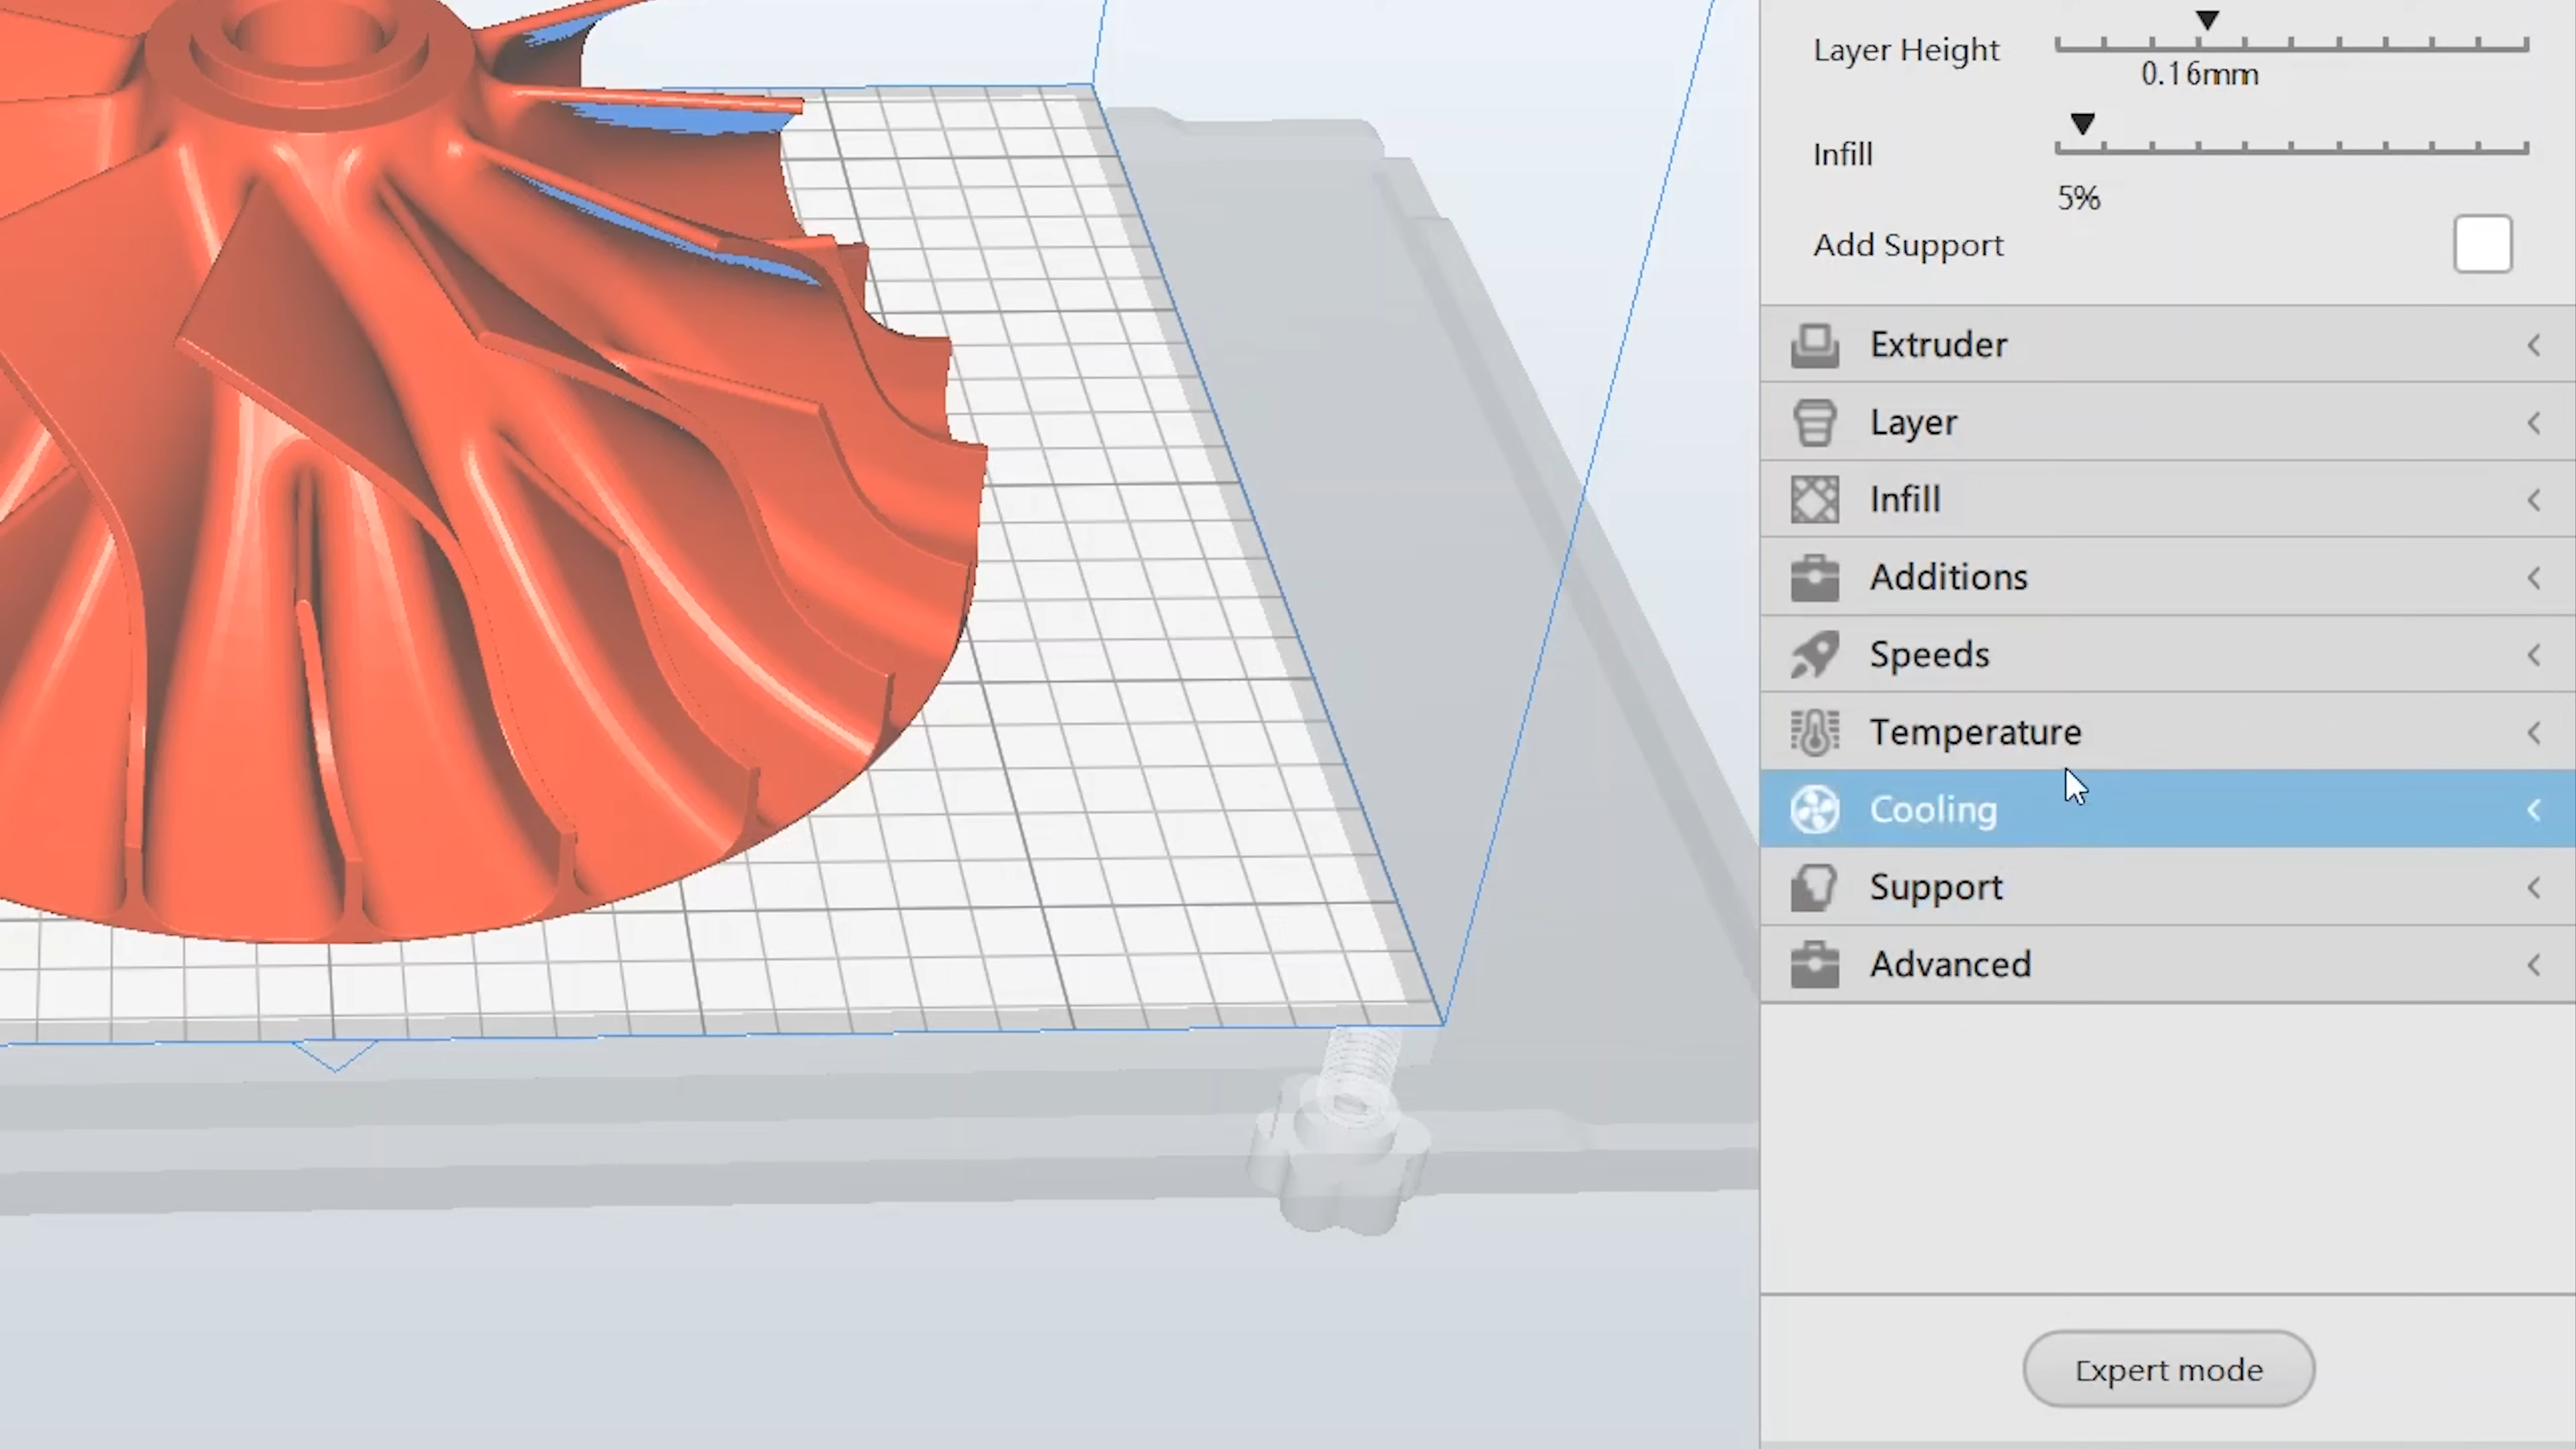 Layer Height
0.16mm
Infill
5%
Add Support
Extruder
Layer
Infill
Additions
Speeds
Temperature
Cooling
Support
Advanced
Expert mode